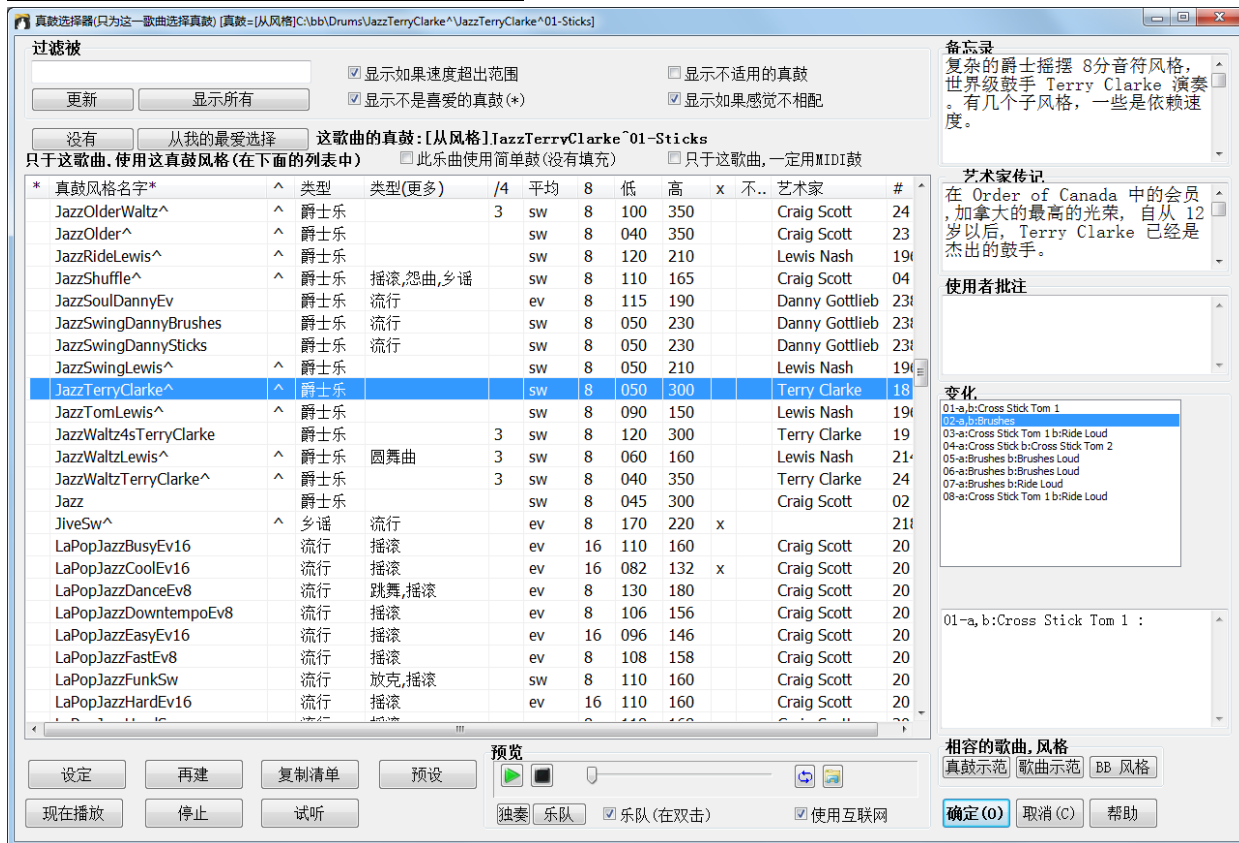 真鼓选择器(只为这一歌曲选择真鼓) [真鼓=[从风格]C:\bb\Drums\JazzTerryClarke^\JazzTerryClarke^01-Sticks]
过滤被
显示如果速度超出范围
显示不适用的真鼓
更新
显示所有
显示不是喜爱的真鼓(*)
显示如果感觉不相配
没有
从我的最爱选择
这歌曲的真鼓:[从风格]JazzTerryClarke^01-Sticks
只于这歌曲,使用这真鼓风格(在下面的列表中)
此乐曲使用简单鼓(没有填充)
只于这歌曲,一定用MIDI鼓
* 真鼓风格名字* ^ 类型 类型(更多) /4 平均 8 低 高 x 不.. 艺术家 #
JazzOlderWaltz^ ^ 爵士乐 3 sw 8 100 350 Craig Scott 24
JazzOlder^ ^ 爵士乐 sw 8 040 350 Craig Scott 23
JazzRideLewis^ ^ 爵士乐 sw 8 120 210 Lewis Nash 196
JazzShuffle^ ^ 爵士乐 摇滚,怨曲,乡谣 sw 8 110 165 Craig Scott 04
JazzSoulDannyEv 爵士乐 流行 ev 8 115 190 Danny Gottlieb 238
JazzSwingDannyBrushes 爵士乐 流行 sw 8 050 230 Danny Gottlieb 238
JazzSwingDannySticks 爵士乐 流行 sw 8 050 230 Danny Gottlieb 238
JazzSwingLewis^ ^ 爵士乐 sw 8 050 210 Lewis Nash 196
JazzTerryClarke^ ^ 爵士乐 sw 8 050 300 Terry Clarke 18
JazzTomLewis^ ^ 爵士乐 sw 8 090 150 Lewis Nash 196
JazzWaltz4sTerryClarke 爵士乐 3 sw 8 120 300 Terry Clarke 19
JazzWaltzLewis^ ^ 爵士乐 圆舞曲 3 sw 8 060 160 Lewis Nash 214
JazzWaltzTerryClarke^ ^ 爵士乐 3 sw 8 040 350 Terry Clarke 24
Jazz 爵士乐 sw 8 045 300 Craig Scott 02
JiveSw^ ^ 乡谣 流行 ev 8 170 220 x 218
LaPopJazzBusyEv16 流行 摇滚 ev 16 110 160 Craig Scott 20
LaPopJazzCoolEv16 流行 摇滚 ev 16 082 132 x Craig Scott 20
LaPopJazzDanceEv8 流行 跳舞,摇滚 ev 8 130 180 Craig Scott 20
LaPopJazzDowntempoEv8 流行 摇滚 ev 8 106 156 Craig Scott 20
LaPopJazzEasyEv16 流行 摇滚 ev 16 096 146 Craig Scott 20
LaPopJazzFastEv8 流行 摇滚 ev 8 108 158 Craig Scott 20
LaPopJazzFunkSw 流行 放克,摇滚 sw 8 110 160 Craig Scott 20
LaPopJazzHardEv16 流行 摇滚 ev 16 110 160 Craig Scott 20
设定
再建
复制清单
预设
现在播放
停止
试听
预览
独奏
乐队
乐队(在双击)
使用互联网
备忘录
复杂的爵士摇摆 8分音符风格,
世界级鼓手 Terry Clarke 演奏
。有几个子风格, 一些是依赖速
度。
艺术家传记
在 Order of Canada 中的会员
,加拿大的最高的光荣, 自从 12
岁以后, Terry Clarke 已经是
杰出的鼓手。
使用者批注
变化
01-a,b:Cross Stick Tom 1
02-a,b:Brushes
03-a:Cross Stick Tom 1 b:Ride Loud
04-a:Cross Stick b:Cross Stick Tom 2
05-a:Brushes b:Brushes Loud
06-a:Brushes b:Brushes Loud
07-a:Brushes b:Ride Loud
08-a:Cross Stick Tom 1 b:Ride Loud
01-a,b:Cross Stick Tom 1 :
相容的歌曲,风格
真鼓示范
歌曲示范
BB 风格
确定(O)
取消(C)
帮助